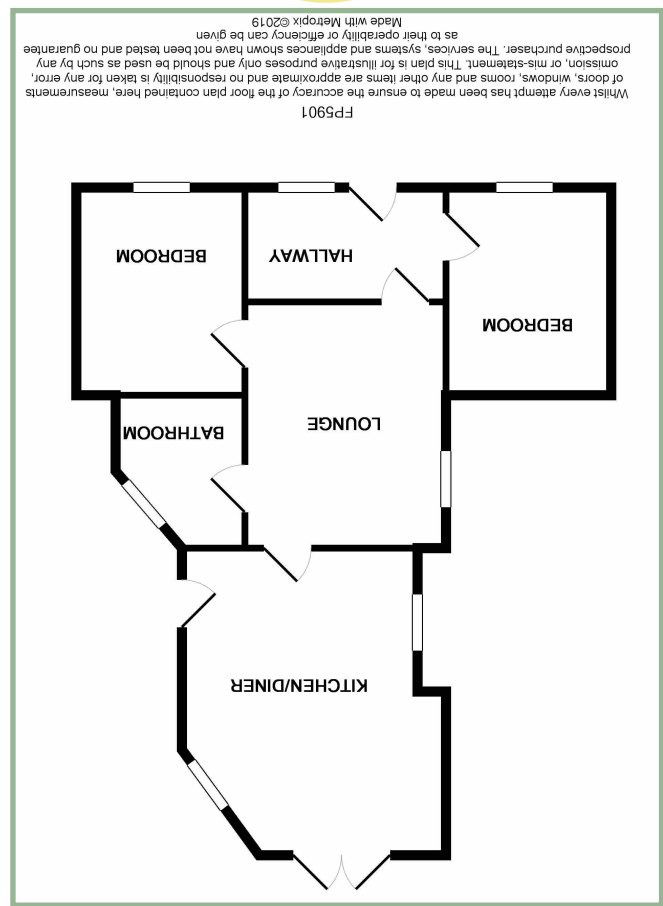 KITCHEN/DINER
BATHROOM
LOUNGE
BEDROOM
BEDROOM
HALLWAY
FP5901
Whilst every attempt has been made to ensure the accuracy of the floor plan contained here, measurements
of doors, windows, rooms and any other items are approximate and no responsibility is taken for any error,
omission, or mis-statement. This plan is for illustrative purposes only and should be used as such by any
prospective purchaser. The services, systems and appliances shown have not been tested and no guarantee
as to their operability or efficiency can be given
Made with Metropix ©2019